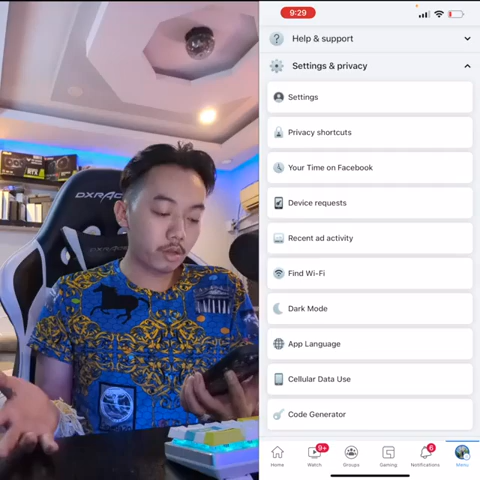 9:29
Help & support
Settings & privacy
Settings
Privacy shortcuts
Your Time on Facebook
Device requests
Recent ad activity
Find Wi-Fi
Dark Mode
App Language
Cellular Data Use
Code Generator
9+
6
Home
Watch
Groups
Gaming
Notifications
Menu
DXRACER
RTX